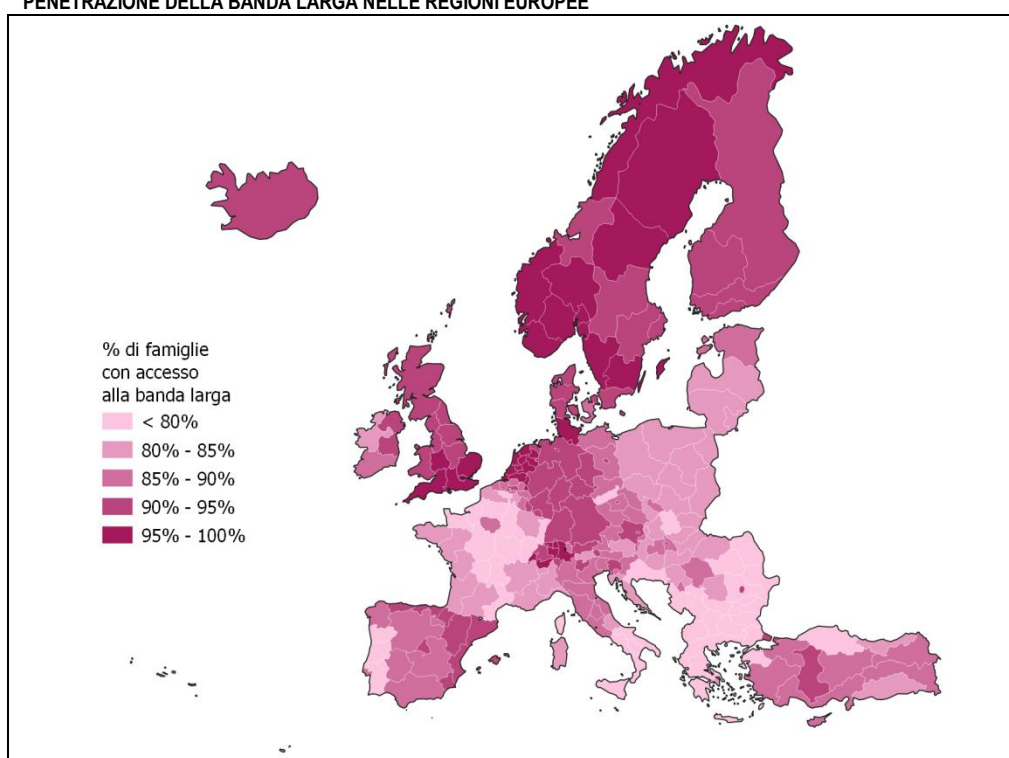 PENETRAZIONE DELLA BANDA LARGA NELLE REGIONI EUROPEE
% di famiglie
con accesso
alla banda larga
< 80%
80% - 85%
85% - 90%
90% - 95%
95% - 100%